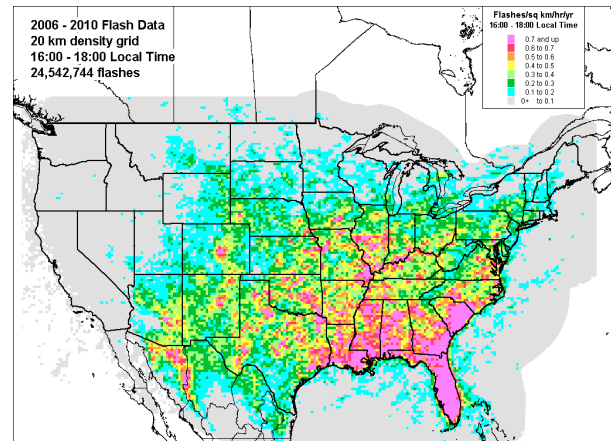 2006 - 2010 Flash Data
20 km density grid
16:00 - 18:00 Local Time
24,542,744 flashes
Flashes/sq km/hr/yr
16:00 - 18:00 Local Time
0.7 and up
0.6 to 0.7
0.5 to 0.6
0.4 to 0.5
0.3 to 0.4
0.2 to 0.3
0.1 to 0.2
0+ to 0.1